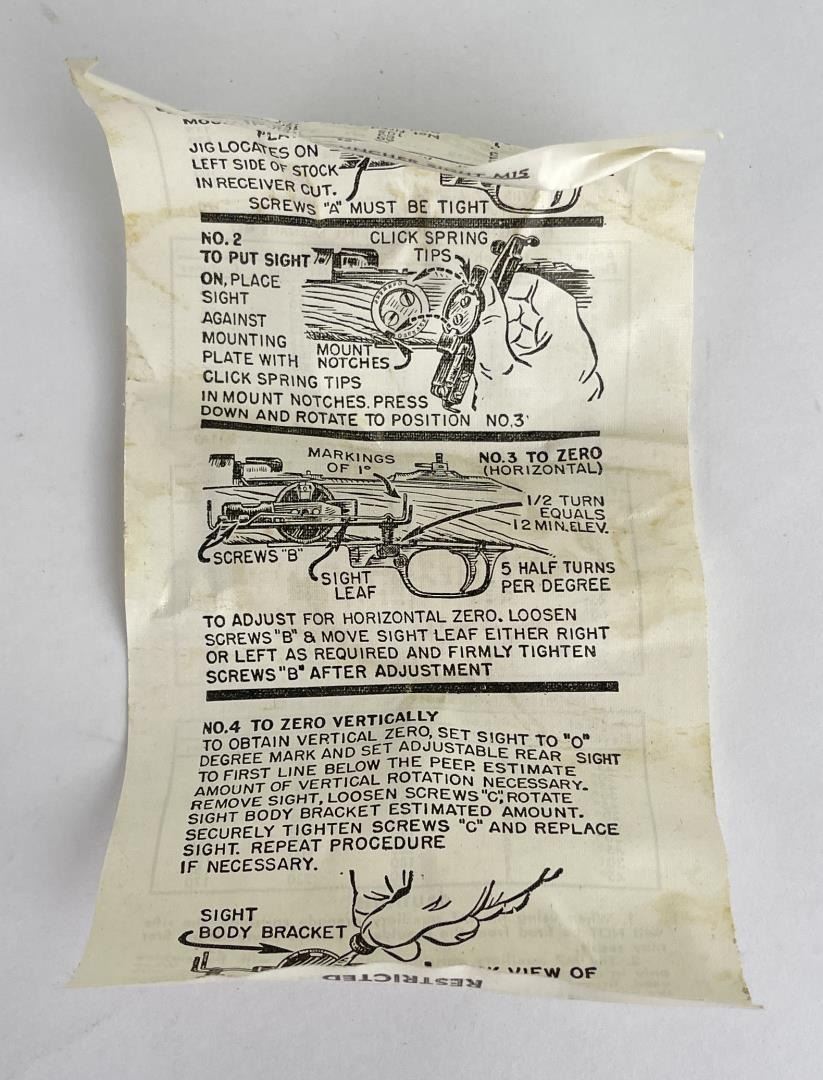 JIG LOCATES ON
LEFT SIDE OF STOCK
IN RECEIVER CUT.
SCREWS "A" MUST BE TIGHT
SIGHT M15
NO. 2
TO PUT SIGHT
ON, PLACE
SIGHT
AGAINST
MOUNTING
PLATE WITH
CLICK SPRING TIPS
IN MOUNT NOTCHES. PRESS
DOWN AND ROTATE TO POSITION NO.3
CLICK SPRING
TIPS
MOUNT
NOTCHES
MARKINGS
OF 1°
NO. 3 TO ZERO
(HORIZONTAL)
1/2 TURN
EQUALS
12 MIN. ELEV.
SCREWS "B"
SIGHT
LEAF
5 HALF TURNS
PER DEGREE
TO ADJUST FOR HORIZONTAL ZERO. LOOSEN
SCREWS "B" & MOVE SIGHT LEAF EITHER RIGHT
OR LEFT AS REQUIRED AND FIRMLY TIGHTEN
SCREWS "B" AFTER ADJUSTMENT
NO. 4 TO ZERO VERTICALLY
TO OBTAIN VERTICAL ZERO, SET SIGHT TO "O"
DEGREE MARK AND SET ADJUSTABLE REAR SIGHT
TO FIRST LINE BELOW THE PEEP. ESTIMATE
AMOUNT OF VERTICAL ROTATION NECESSARY.
REMOVE SIGHT, LOOSEN SCREWS "C", ROTATE
SIGHT BODY BRACKET ESTIMATED AMOUNT.
SECURELY TIGHTEN SCREWS "C" AND REPLACE
SIGHT. REPEAT PROCEDURE
IF NECESSARY.
SIGHT
BODY BRACKET
VIEW OF
RESTRICTED